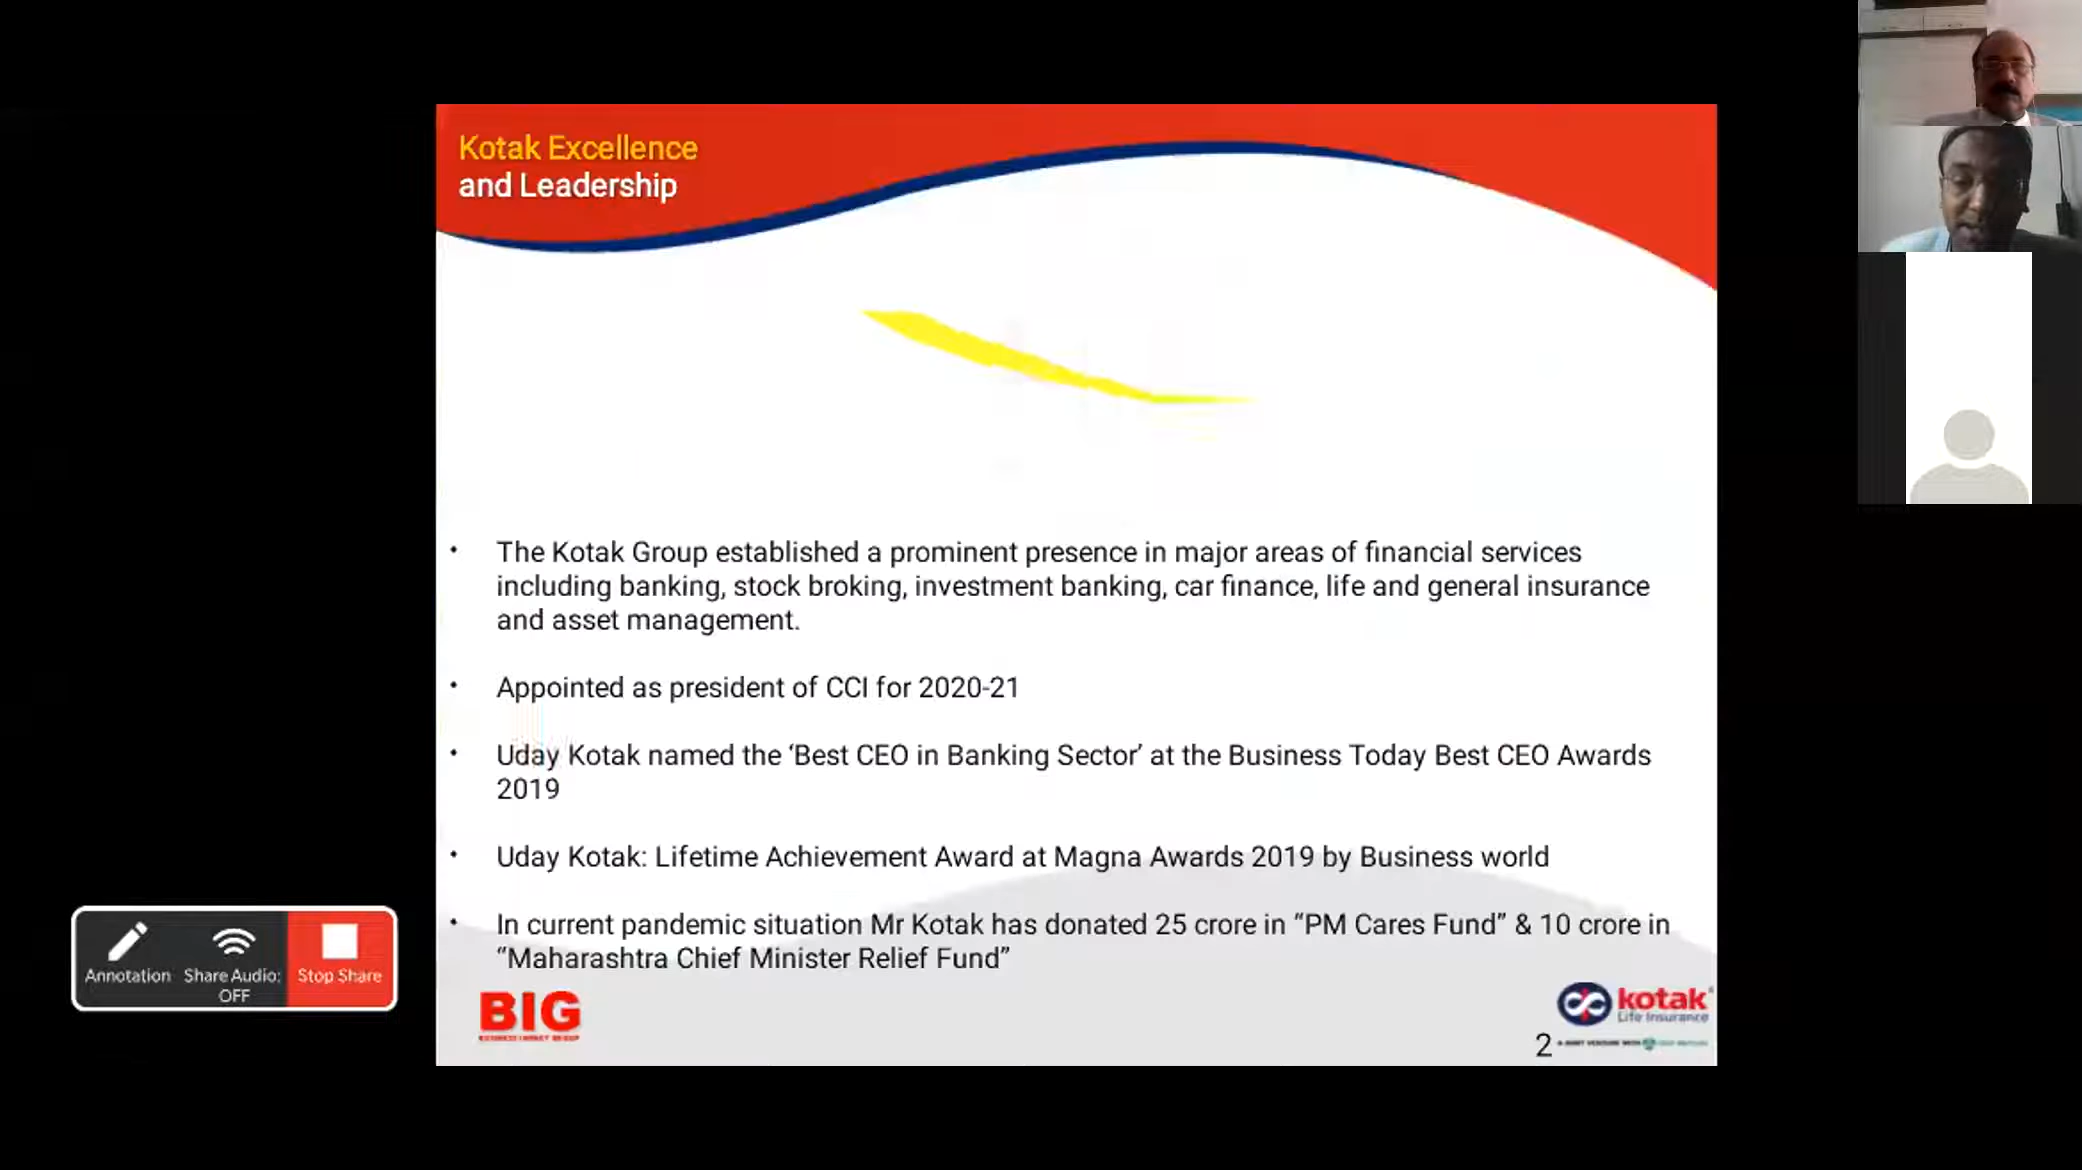 Kotak Excellence
and Leadership
• The Kotak Group established a prominent presence in major areas of financial services
including banking, stock broking, investment banking, car finance, life and general insurance
and asset management.
• Appointed as president of CCI for 2020-21
• Uday Kotak named the ‘Best CEO in Banking Sector’ at the Business Today Best CEO Awards
2019
• Uday Kotak: Lifetime Achievement Award at Magna Awards 2019 by Business world
• In current pandemic situation Mr Kotak has donated 25 crore in “PM Cares Fund” & 10 crore in
“Maharashtra Chief Minister Relief Fund”
Annotation
Share Audio:
OFF
Stop Share
BIG
kotak
Life Insurance
2